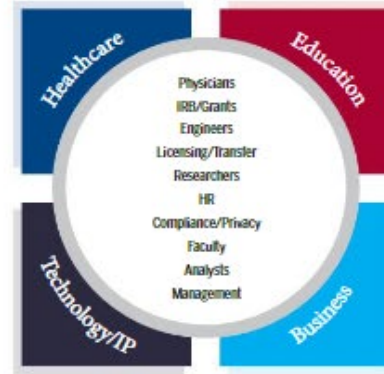 Healthcare
Education
Physicians
IRB/Grants
Engineers
Licensing/Transfer
Researchers
HR
Compliance/Privacy
Faculty
Analysts
Management
Technology/IP
Business